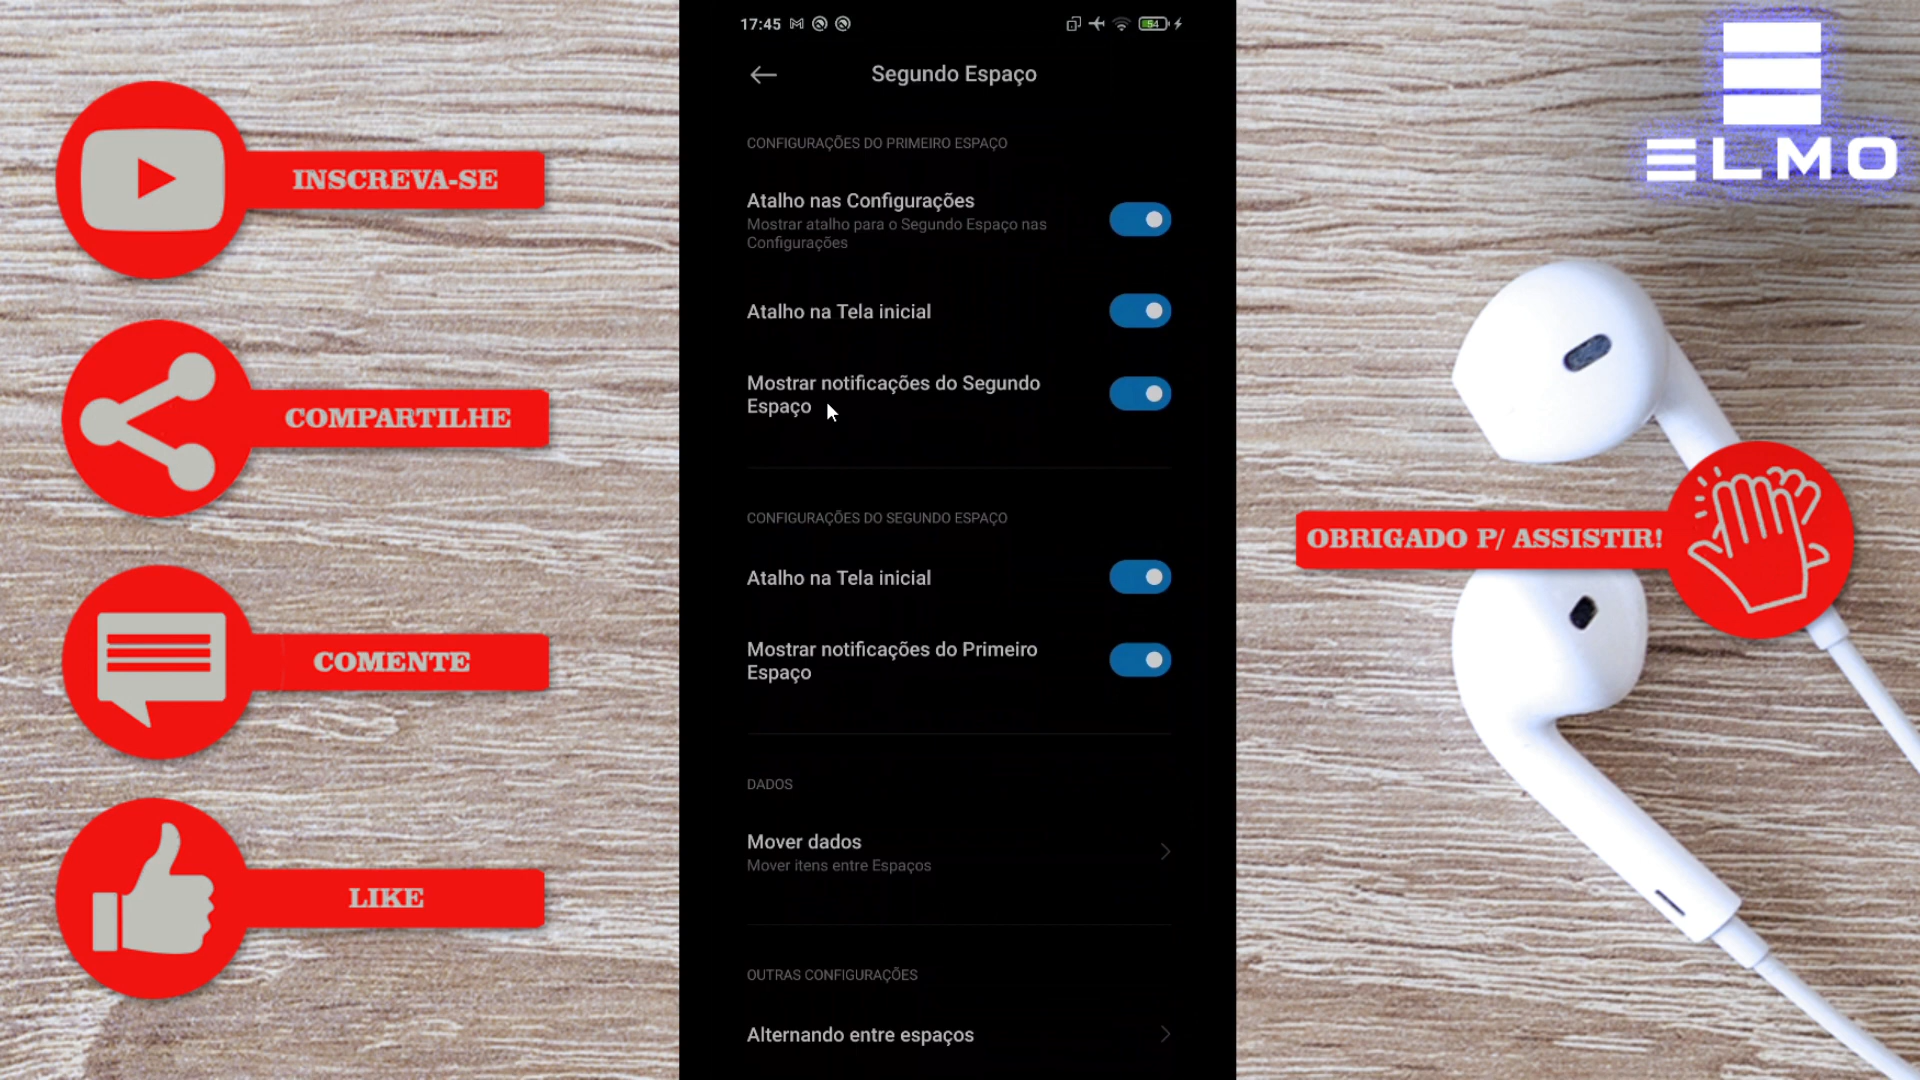 17:45
54
Segundo Espaço
CONFIGURAÇÕES DO PRIMEIRO ESPAÇO
Atalho nas Configurações
Mostrar atalho para o Segundo Espaço nas
Configurações
Atalho na Tela inicial
Mostrar notificações do Segundo
Espaço
CONFIGURAÇÕES DO SEGUNDO ESPAÇO
Atalho na Tela inicial
Mostrar notificações do Primeiro
Espaço
DADOS
Mover dados
Mover itens entre Espaços
OUTRAS CONFIGURAÇÕES
Alternando entre espaços
INSCREVA-SE
COMPARTILHE
COMENTE
LIKE
ELMO
OBRIGADO P/ ASSISTIR!